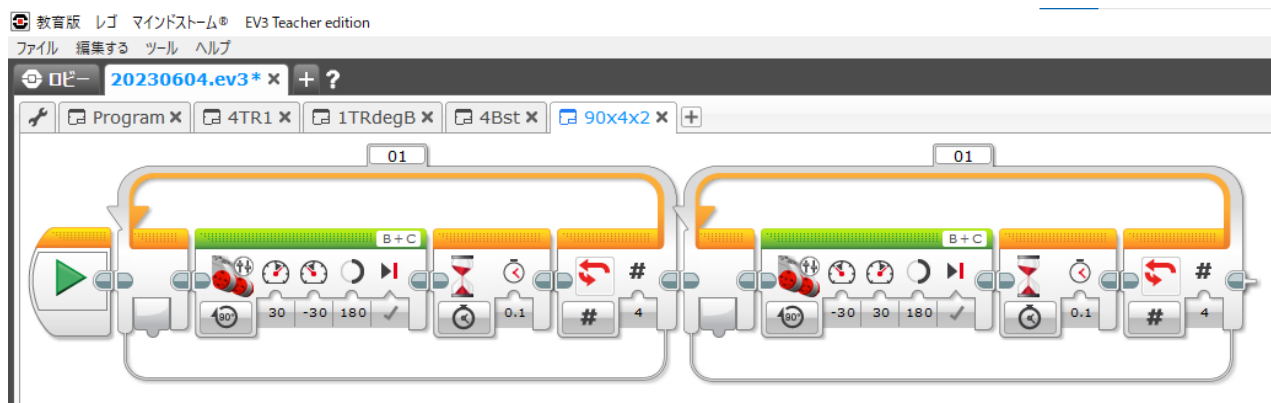 教育版 レゴ マインドストーム® EV3 Teacher edition
ファイル 編集する ツール ヘルプ
ロビー 20230604.ev3* × + ?
Program × 4TR1 × 1TRdegB × 4Bst × 90x4x2 × +
01 01
B+C B+C
# #
30 -30 180 0.1 # 4 -30 30 180 0.1 # 4